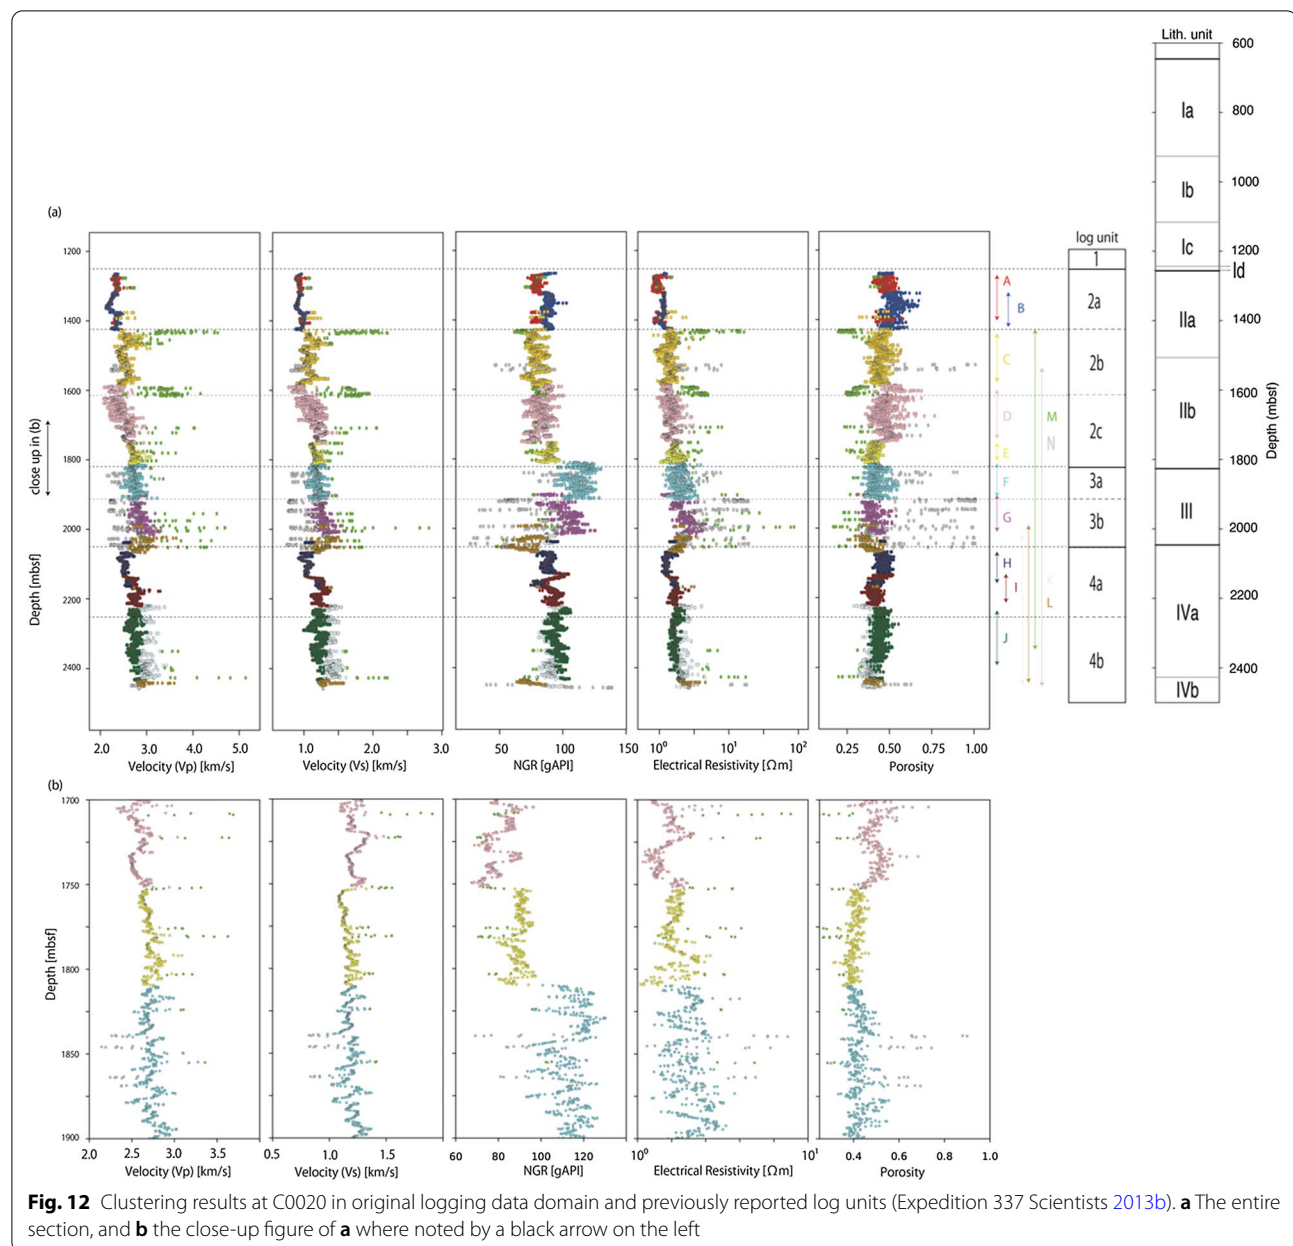 Lith. unit
600
Ia
800
Ib
1000
(a)
Ic
1200
Id
log unit
1
1200
A
B
2a
1400
IIa
1400
C
2b
1600
IIb
1600
D
M
N
2c
E
close up in (b)
1800
1800
F
3a
G
3b
III
2000
2000
Depth (mbsf)
H
I
K
L
4a
2200
IVa
2200
J
4b
2400
2400
IVb
Depth [mbsf]
2.0 3.0 4.0 5.0
Velocity (Vp) [km/s]
1.0 2.0 3.0
Velocity (Vs) [km/s]
50 100 150
NGR [gAPI]
10⁰ 10 10²
Electrical Resistivity [Ωm]
0.25 0.50 0.75 1.00
Porosity
(b)
1700
1750
1800
1850
1900
Depth [mbsf]
2.0 2.5 3.0 3.5
Velocity (Vp) [km/s]
0.5 1.0 1.5
Velocity (Vs) [km/s]
60 80 100 120
NGR [gAPI]
10⁰ 10¹
Electrical Resistivity [Ωm]
0.4 0.6 0.8 1.0
Porosity
Fig. 12 Clustering results at C0020 in original logging data domain and previously reported log units (Expedition 337 Scientists 2013b). a The entire
section, and b the close-up figure of a where noted by a black arrow on the left